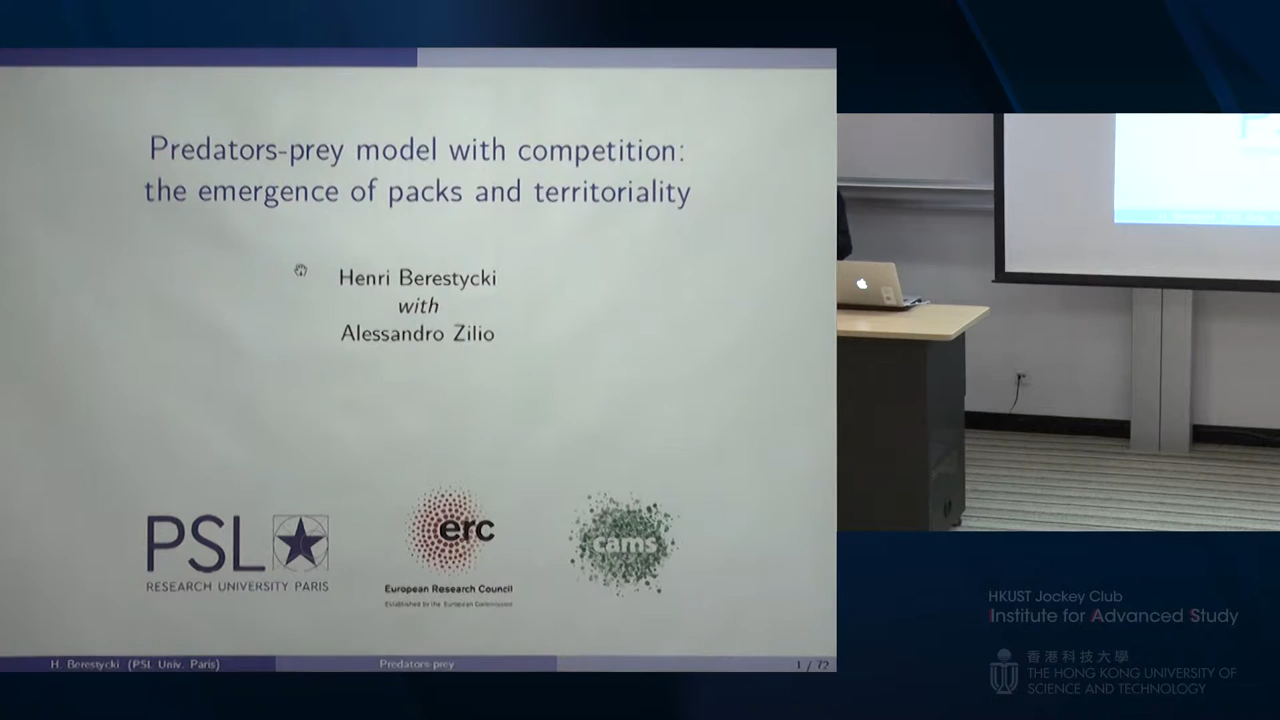 Predators-prey model with competition:
the emergence of packs and territoriality
Henri Berestycki
with
Alessandro Zilio
PSL
RESEARCH UNIVERSITY PARIS
erc
European Research Council
Established by the European Commission
cams
H. Berestycki (PSL Univ. Paris)
Predators-prey
1 / 72
HKUST Jockey Club
Institute for Advanced Study
香港科技大學
THE HONG KONG UNIVERSITY OF
SCIENCE AND TECHNOLOGY